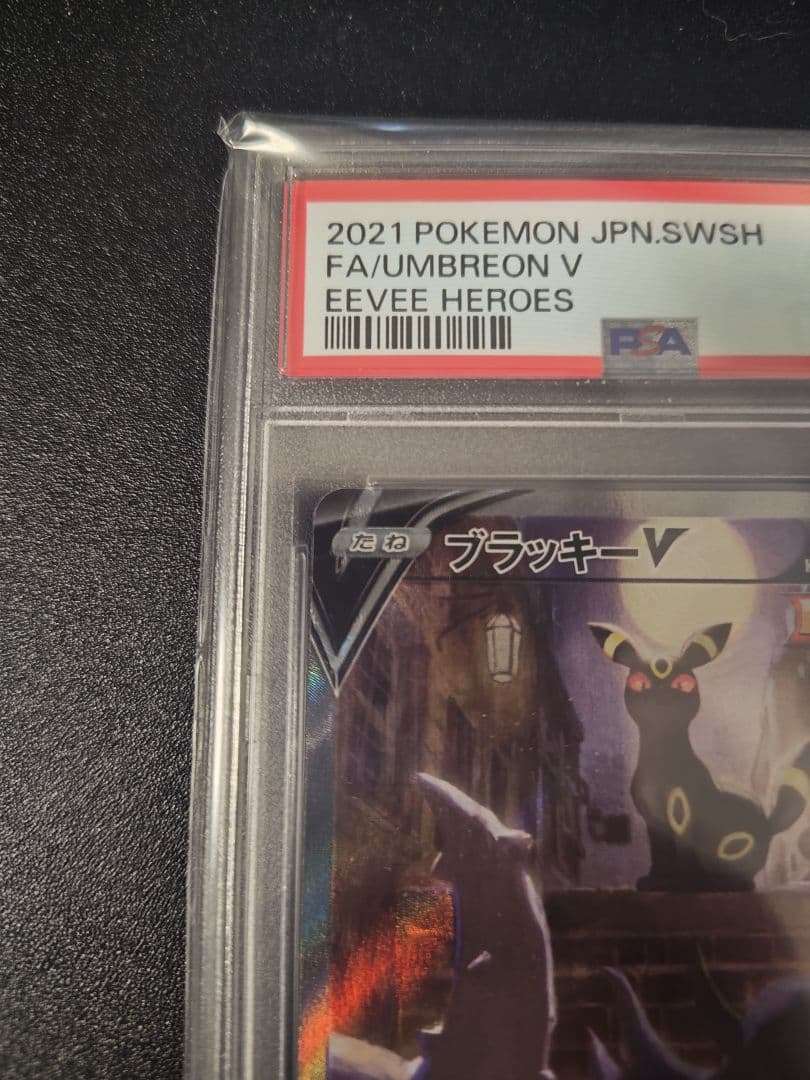 2021 POKEMON JPN.SWSH
FA/UMBREON V
EEVEE HEROES
PSA
たね ブラッキーV